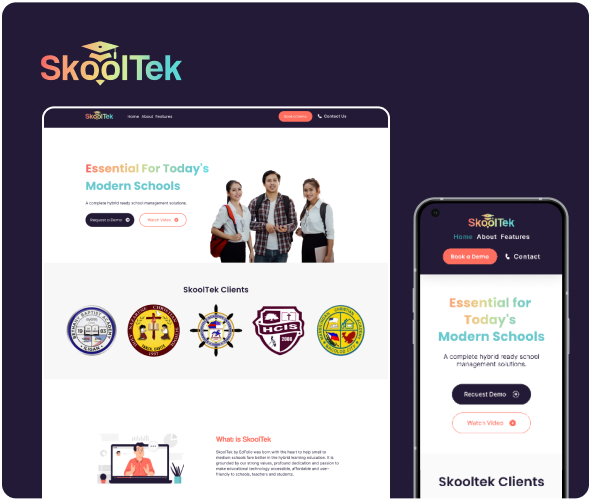 SkoolTek
SkoolTek
Home About Features
Book a Demo
Contact Us
Essential For Today's
Modern Schools
A complete hybrid ready school management solutions.
Request a Demo
Watch Video
SkoolTek Clients
HCIS
2008
1997
What is SkoolTek
SkoolTek by EdFolio was born with the heart to help small to
medium schools fare better in the hybrid learning education. It is
grounded by our strong values, profound dedication and passion to
make educational technology accessible, affordable and user-
friendly to schools, teachers and students.
SkoolTek
Home About Features
Book a Demo
Contact
Essential for
Today's
Modern Schools
A complete hybrid ready school
management solutions.
Request Demo
Watch Video
Skooltek Clients